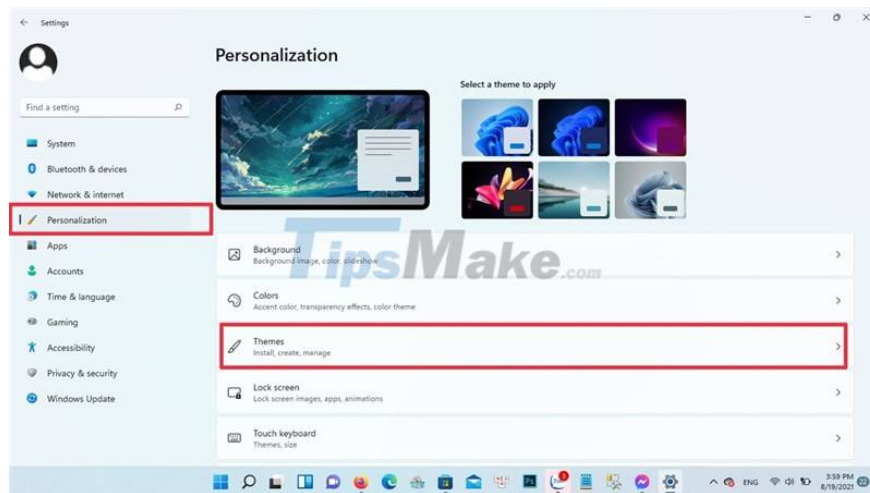 Settings
Personalization
Select a theme to apply
Find a setting
System
Bluetooth & devices
Network & internet
Personalization
Apps
Accounts
Time & language
Gaming
Accessibility
Privacy & security
Windows Update
Background
Background image, color, slideshow
Colors
Accent color, transparency effects, color theme
Themes
Install, create, manage
Lock screen
Lock screen images, apps, animations
Touch keyboard
Themes, size
TipsMake.com
ENG
3:59 PM
8/19/2021